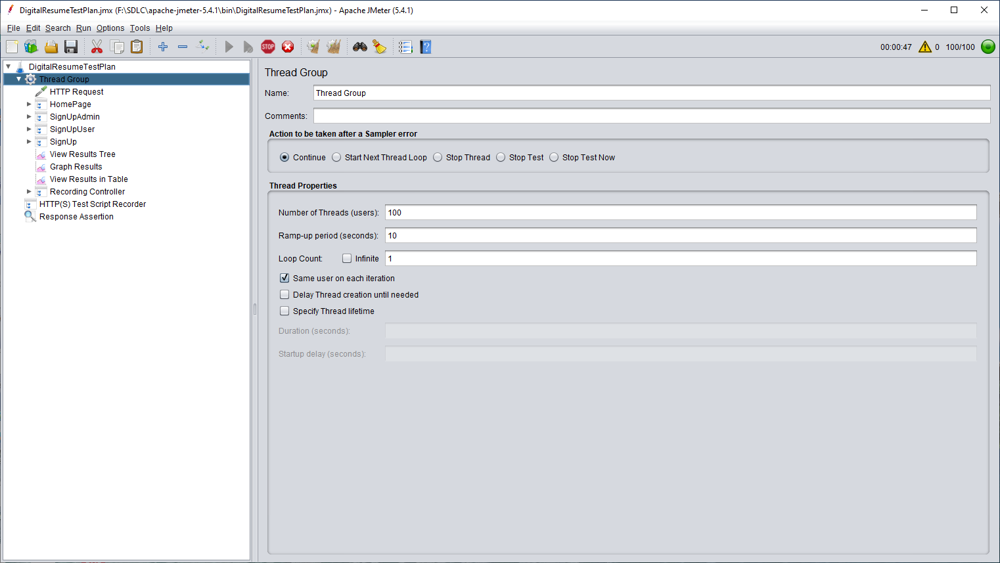 DigitalResumeTestPlan.jmx (F:\SDLC\apache-jmeter-5.4.1\bin\DigitalResumeTestPlan.jmx) - Apache JMeter (5.4.1)
File Edit Search Run Options Tools Help
STOP 00:00:47 0 100/100
DigitalResumeTestPlan
Thread Group
HTTP Request
HomePage
SignUpAdmin
SignUpUser
SignUp
View Results Tree
Graph Results
View Results in Table
Recording Controller
HTTP(S) Test Script Recorder
Response Assertion
Thread Group
Name: Thread Group
Comments:
Action to be taken after a Sampler error
Continue Start Next Thread Loop Stop Thread Stop Test Stop Test Now
Thread Properties
Number of Threads (users): 100
Ramp-up period (seconds): 10
Loop Count: Infinite 1
Same user on each iteration
Delay Thread creation until needed
Specify Thread lifetime
Duration (seconds):
Startup delay (seconds):